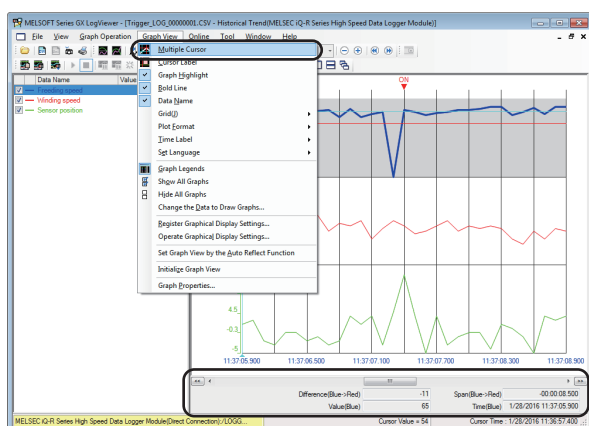 MELSOFT Series GX LogViewer - [Trigger_LOG_00000001.CSV - Historical Trend(MELSEC iQ-R Series High Speed Data Logger Module)]
File View Graph Operation Graph View Online Tool Window Help
Multiple Cursor
Cursor Label
Graph Highlight
Bold Line
Data Name
Grid(J)
Plot Format
Time Label
Set Language
Graph Legends
Show All Graphs
Hide All Graphs
Change the Data to Draw Graphs...
Register Graphical Display Settings...
Operate Graphical Display Settings...
Set Graph View by the Auto Reflect Function
Initialize Graph View
Graph Properties...
Data Name Value
Freeding speed
Winding speed
Sensor position
ON
4.5
-0.3
-5
11:37:05.900 11:37:06.500 11:37:07.100 11:37:07.700 11:37:08.300 11:37:08.900
Difference(Blue->Red) -11 Span(Blue->Red) -00:00:08.500
Value(Blue) 65 Time(Blue) 1/28/2016 11:37:05.900
MELSEC iQ-R Series High Speed Data Logger Module(Direct Connection):/LOGG... Cursor Value = 54 Cursor Time : 1/28/2016 11:36:57.400